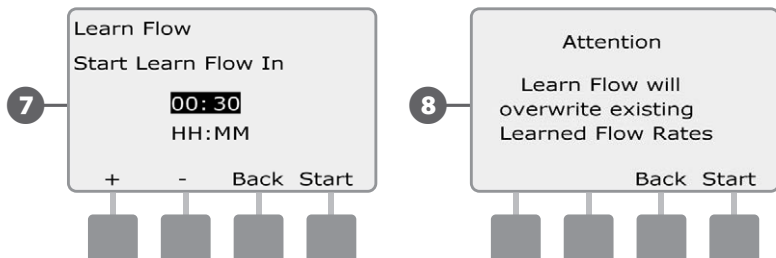 7
Learn Flow
Start Learn Flow In
00:30
HH:MM
+ - Back Start
8
Attention
Learn Flow will
overwrite existing
Learned Flow Rates
Back Start